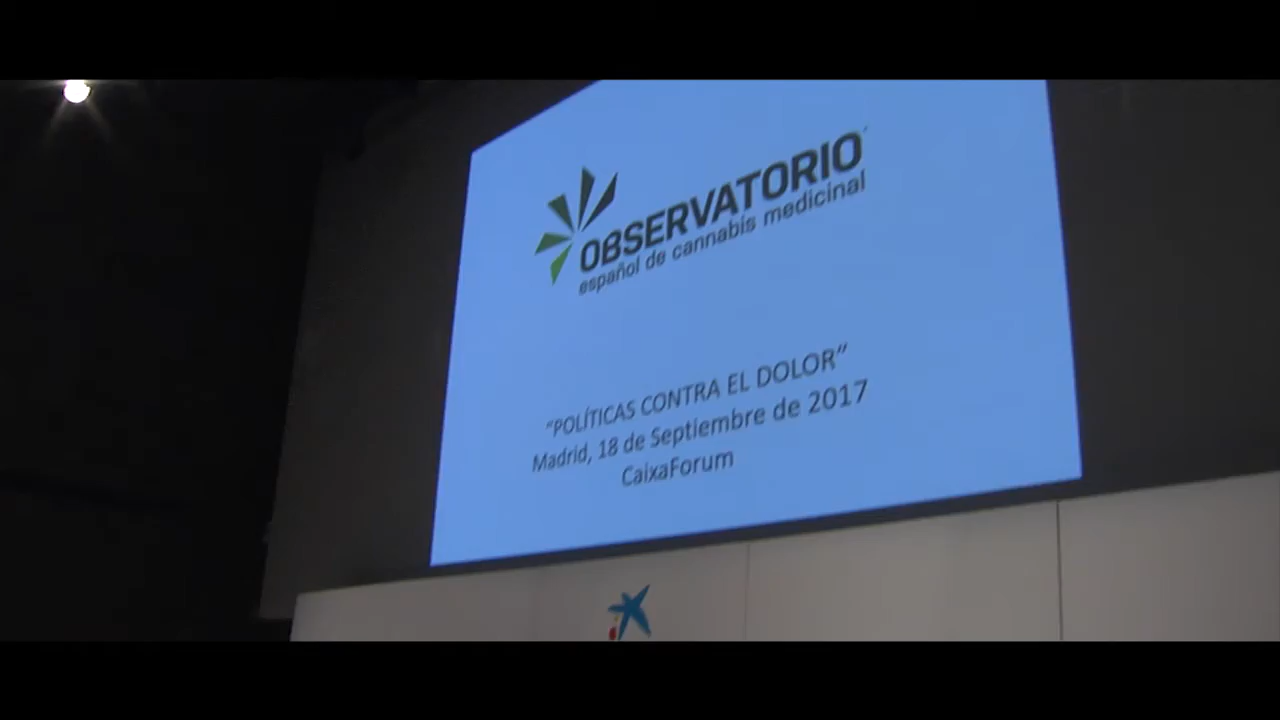 OBSERVATORIO
español de cannabis medicinal
“POLÍTICAS CONTRA EL DOLOR”
Madrid, 18 de Septiembre de 2017
CaixaForum